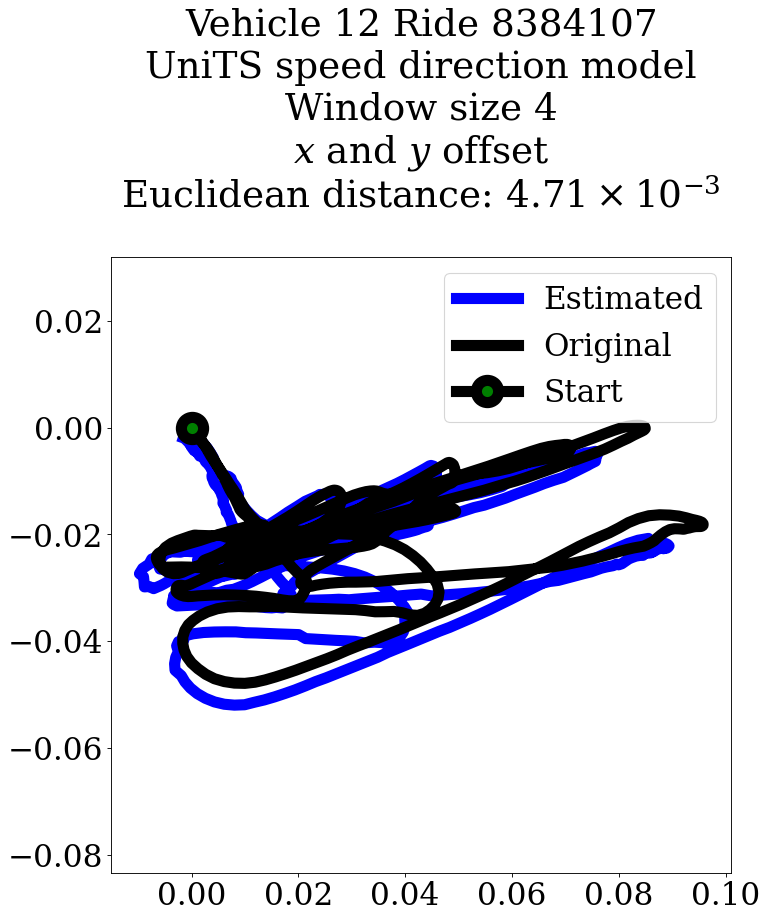 Vehicle 12 Ride 8384107
UniTS speed direction model
Window size 4
x and y offset
Euclidean distance: 4.71 × 10⁻³
Estimated
Original
Start
0.02
0.00
−0.02
−0.04
−0.06
−0.08
0.00 0.02 0.04 0.06 0.08 0.10